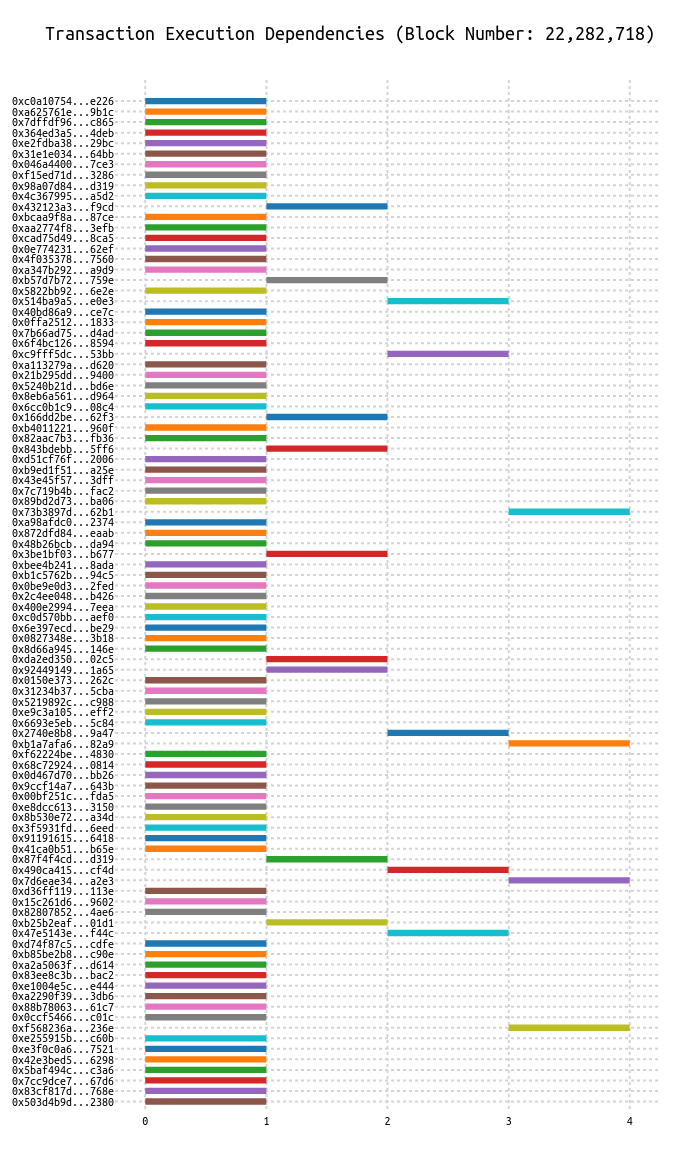 Transaction Execution Dependencies (Block Number: 22,282,718)
0xc0a10754...e226
0xa625761e...9b1c
0x7dffdf96...c865
0x364ed3a5...4deb
0xe2fdba38...29bc
0x31e1e034...64bb
0x046a4400...7ce3
0xf15ed71d...3286
0x98a07d84...d319
0x4c367995...a5d2
0x432123a3...f9cd
0xbcaa9f8a...87ce
0xaa2774f8...3efb
0xcad75d49...8ca5
0x0e774231...62ef
0x4f035378...7560
0xa347b292...a9d9
0xb57d7b72...759e
0x5822bb92...6e2e
0x514ba9a5...e0e3
0x40bd86a9...ce7c
0x0ffa2512...1833
0x7b66ad75...d4ad
0x6f4bc126...8594
0xc9fff5dc...53bb
0xa113279a...d620
0x21b295dd...9400
0x5240b21d...bd6e
0x8eb6a561...d964
0x6cc0b1c9...08c4
0x166dd2be...62f3
0xb4011221...960f
0x82aac7b3...fb36
0x843bdebb...5ff6
0xd51cf76f...2006
0xb9ed1f51...a25e
0x43e45f57...3dff
0x7c719b4b...fac2
0x89bd2d73...ba06
0x73b3897d...62b1
0xa98afdc0...2374
0x872dfd84...eaab
0x48b26bcb...da94
0x3be1bf03...b677
0xbee4b241...8ada
0xb1c5762b...94c5
0x0be9e0d3...2fed
0x2c4ee048...b426
0x400e2994...7eea
0xc0d570bb...aef0
0x6e397ecd...be29
0x0827348e...3b18
0x8d66a945...146e
0xda2ed350...02c5
0x92449149...1a65
0x0150e373...262c
0x31234b37...5cba
0x5219892c...c988
0xe9c3a105...eff2
0x6693e5eb...5c84
0x2740e8b8...9a47
0xb1a7afa6...82a9
0xf62224be...4830
0x68c72924...0814
0x0d467d70...bb26
0x9ccf14a7...643b
0x00bf251c...fda5
0xe8dcc613...3150
0x8b530e72...a34d
0x3f5931fd...6eed
0x91191615...6418
0x41ca0b51...b65e
0x87f4f4cd...d319
0x490ca415...cf4d
0x7d6eae34...a2e3
0xd36ff119...113e
0x15c261d6...9602
0x82807852...4ae6
0xb25b2eaf...01d1
0x47e5143e...f44c
0xd74f87c5...cdfe
0xb85be2b8...c90e
0xa2a5063f...d614
0x83ee8c3b...bac2
0xe1004e5c...e444
0xa2290f39...3db6
0x88b78063...61c7
0x0ccf5466...c01c
0xf568236a...236e
0xe255915b...c60b
0xe3f0c0a6...7521
0x42e3bed5...6298
0x5baf494c...c3a6
0x7cc9dce7...67d6
0x83cf817d...768e
0x503d4b9d...2380
0 1 2 3 4